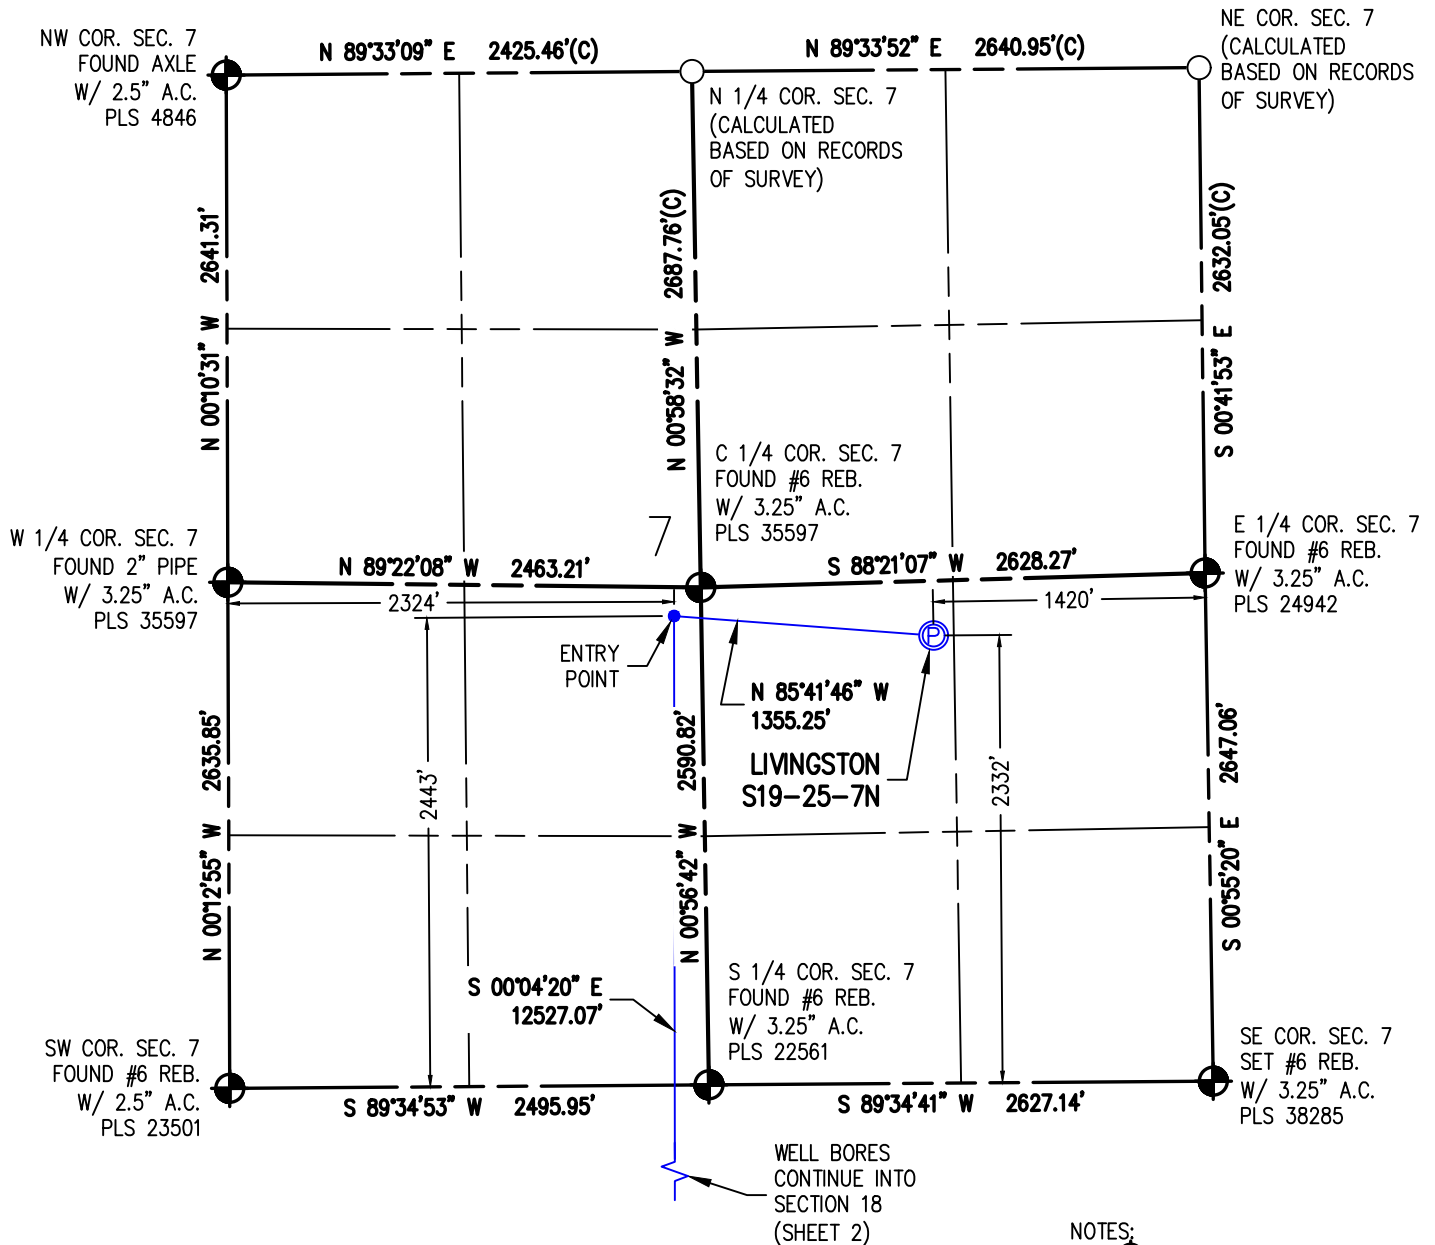 NW COR. SEC. 7
FOUND AXLE
W/ 2.5" A.C.
PLS 4846
N 89°33'09" E 2425.46'(C)
N 89°33'52" E 2640.95'(C)
NE COR. SEC. 7
(CALCULATED
BASED ON RECORDS
OF SURVEY)
N 1/4 COR. SEC. 7
(CALCULATED
BASED ON RECORDS
OF SURVEY)
N 00°10'31" W 2641.31'
N 00°58'32" W 2687.76'(C)
S 00°41'53" E 2632.05'(C)
C 1/4 COR. SEC. 7
FOUND #6 REB.
W/ 3.25" A.C.
PLS 35597
7
W 1/4 COR. SEC. 7
FOUND 2" PIPE
W/ 3.25" A.C.
PLS 35597
N 89°22'08" W 2463.21'
S 88°21'07" W 2628.27'
E 1/4 COR. SEC. 7
FOUND #6 REB.
W/ 3.25" A.C.
PLS 24942
2324'
1420'
P
ENTRY
POINT
N 85°41'46" W
1355.25'
LIVINGSTON
S19-25-7N
N 00°12'55" W 2635.85'
2443'
N 00°56'42" W 2590.82'
2332'
S 00°55'20" E 2647.06'
S 00°04'20" E
12527.07'
S 1/4 COR. SEC. 7
FOUND #6 REB.
W/ 3.25" A.C.
PLS 22561
SW COR. SEC. 7
FOUND #6 REB.
W/ 2.5" A.C.
PLS 23501
S 89°34'53" W 2495.95'
S 89°34'41" W 2627.14'
SE COR. SEC. 7
SET #6 REB.
W/ 3.25" A.C.
PLS 38285
WELL BORES
CONTINUE INTO
SECTION 18
(SHEET 2)
NOTES: